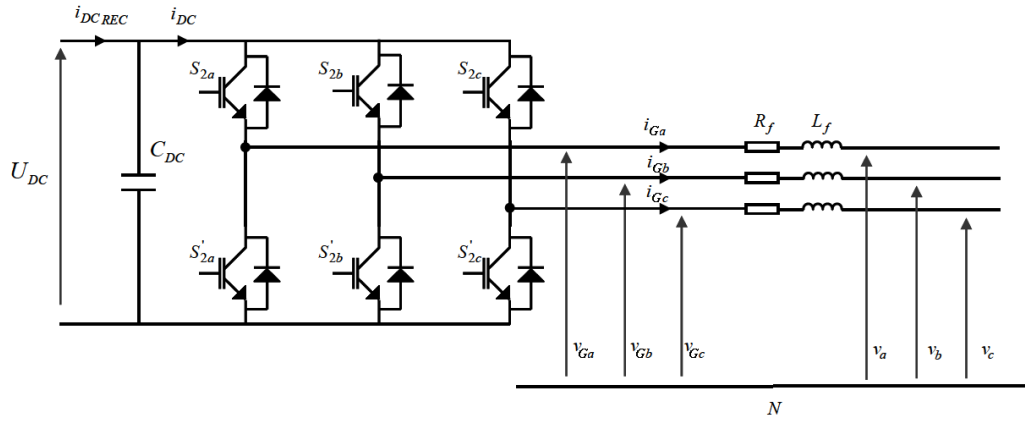 i_DC REC i_DC
S_2a S_2b S_2c
i_Ga R_f L_f
C_DC
i_Gb
U_DC
i_Gc
S'_2a S'_2b S'_2c
v_Ga v_Gb v_Gc v_a v_b v_c
N